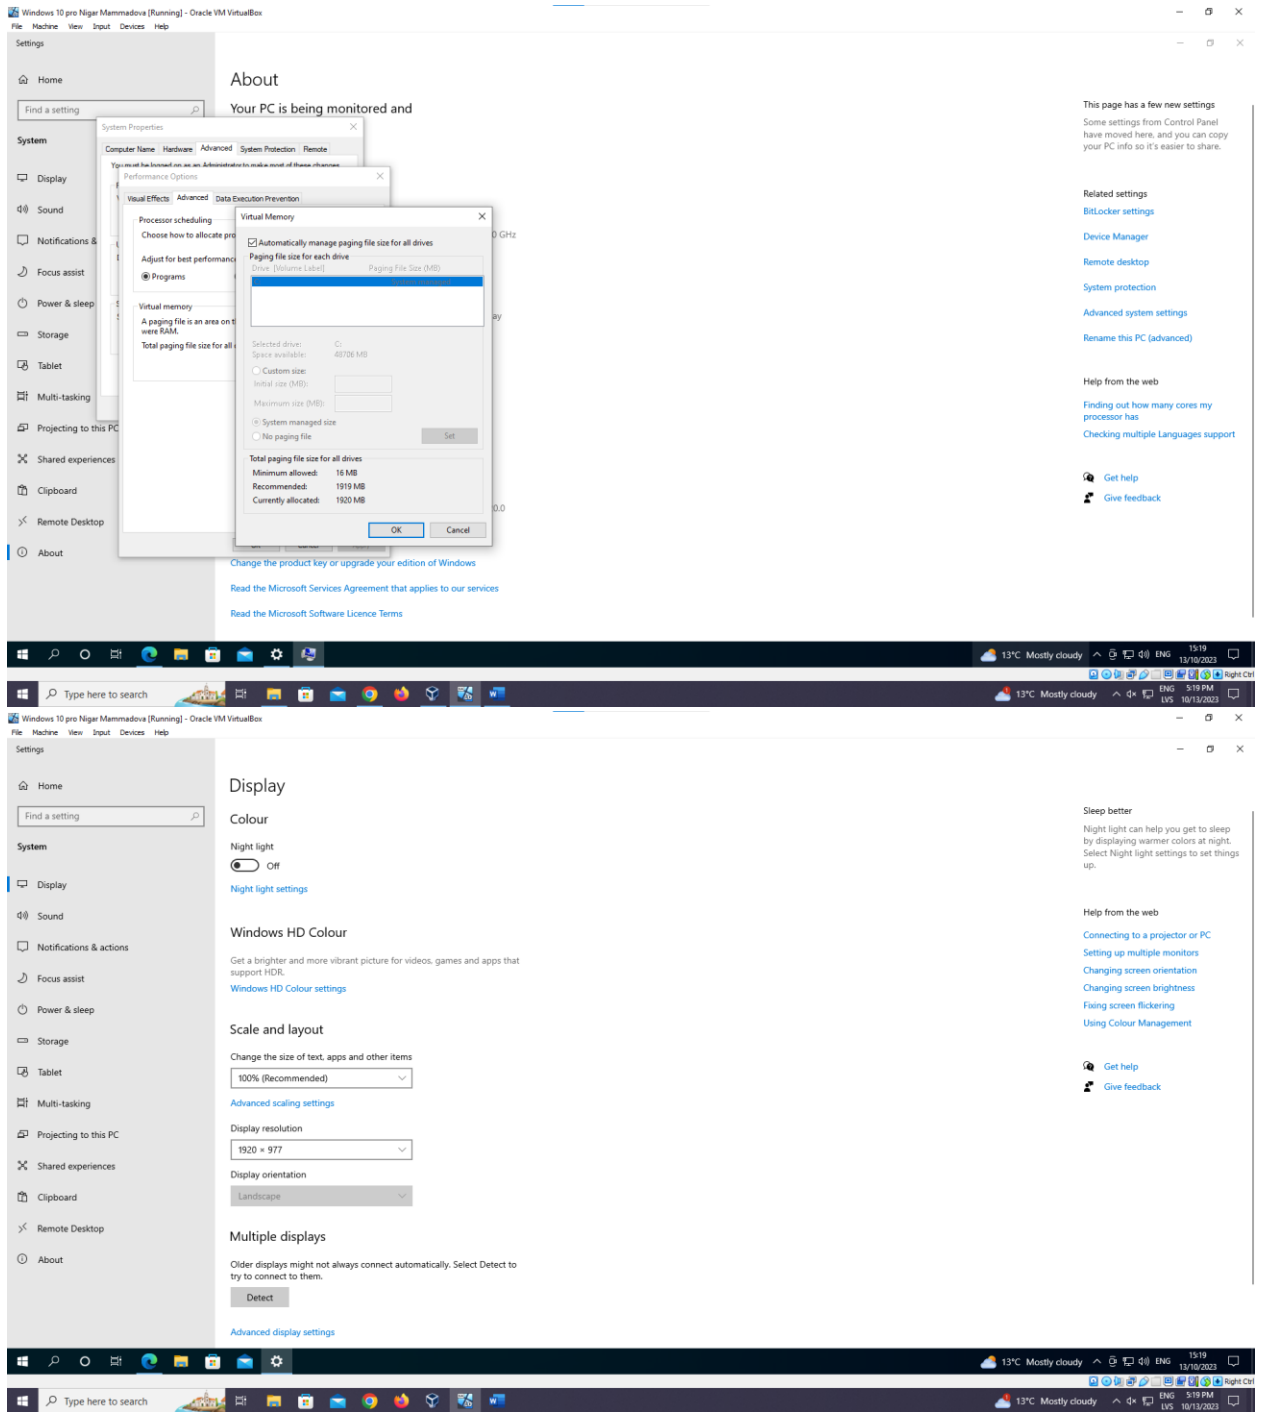 Windows 10 pro Nigar Mammadova [Running] - Oracle VM VirtualBox
File Machine View Input Devices Help
Settings
Home
Find a setting
System
Display
Sound
Notifications &
Focus assist
Power & sleep
Storage
Tablet
Multi-tasking
Projecting to this PC
Shared experiences
Clipboard
Remote Desktop
About
About
Your PC is being monitored and
System Properties
Computer Name Hardware Advanced System Protection Remote
You must be logged on as an Administrator to make most of these changes
Performance Options
Visual Effects Advanced Data Execution Prevention
Processor scheduling
Choose how to allocate pro
Adjust for best performance
Programs
Virtual memory
A paging file is an area on t
were RAM.
Total paging file size for all
Virtual Memory
Automatically manage paging file size for all drives
Paging file size for each drive
Drive [Volume Label] Paging File Size (MB)
Selected drive: C:
Space available: 48706 MB
Custom size:
Initial size (MB):
Maximum size (MB):
System managed size
No paging file
Set
Total paging file size for all drives
Minimum allowed: 16 MB
Recommended: 1919 MB
Currently allocated: 1920 MB
OK Cancel
0 GHz
ay
0.0
Change the product key or upgrade your edition of Windows
Read the Microsoft Services Agreement that applies to our services
Read the Microsoft Software Licence Terms
This page has a few new settings
Some settings from Control Panel
have moved here, and you can copy
your PC info so it's easier to share.
Related settings
BitLocker settings
Device Manager
Remote desktop
System protection
Advanced system settings
Rename this PC (advanced)
Help from the web
Finding out how many cores my
processor has
Checking multiple Languages support
Get help
Give feedback
13°C Mostly cloudy ENG 15:19
13/10/2023
Right Ctrl
Type here to search
13°C Mostly cloudy ENG 5:19 PM
LVS 10/13/2023
Windows 10 pro Nigar Mammadova [Running] - Oracle VM VirtualBox
File Machine View Input Devices Help
Settings
Home
Find a setting
System
Display
Sound
Notifications & actions
Focus assist
Power & sleep
Storage
Tablet
Multi-tasking
Projecting to this PC
Shared experiences
Clipboard
Remote Desktop
About
Display
Colour
Night light
Off
Night light settings
Windows HD Colour
Get a brighter and more vibrant picture for videos, games and apps that
support HDR.
Windows HD Colour settings
Scale and layout
Change the size of text, apps and other items
100% (Recommended)
Advanced scaling settings
Display resolution
1920 × 977
Display orientation
Landscape
Multiple displays
Older displays might not always connect automatically. Select Detect to
try to connect to them.
Detect
Advanced display settings
Sleep better
Night light can help you get to sleep
by displaying warmer colors at night.
Select Night light settings to set things
up.
Help from the web
Connecting to a projector or PC
Setting up multiple monitors
Changing screen orientation
Changing screen brightness
Fixing screen flickering
Using Colour Management
Get help
Give feedback
13°C Mostly cloudy ENG 15:19
13/10/2023
Right Ctrl
Type here to search
13°C Mostly cloudy ENG 5:19 PM
LVS 10/13/2023